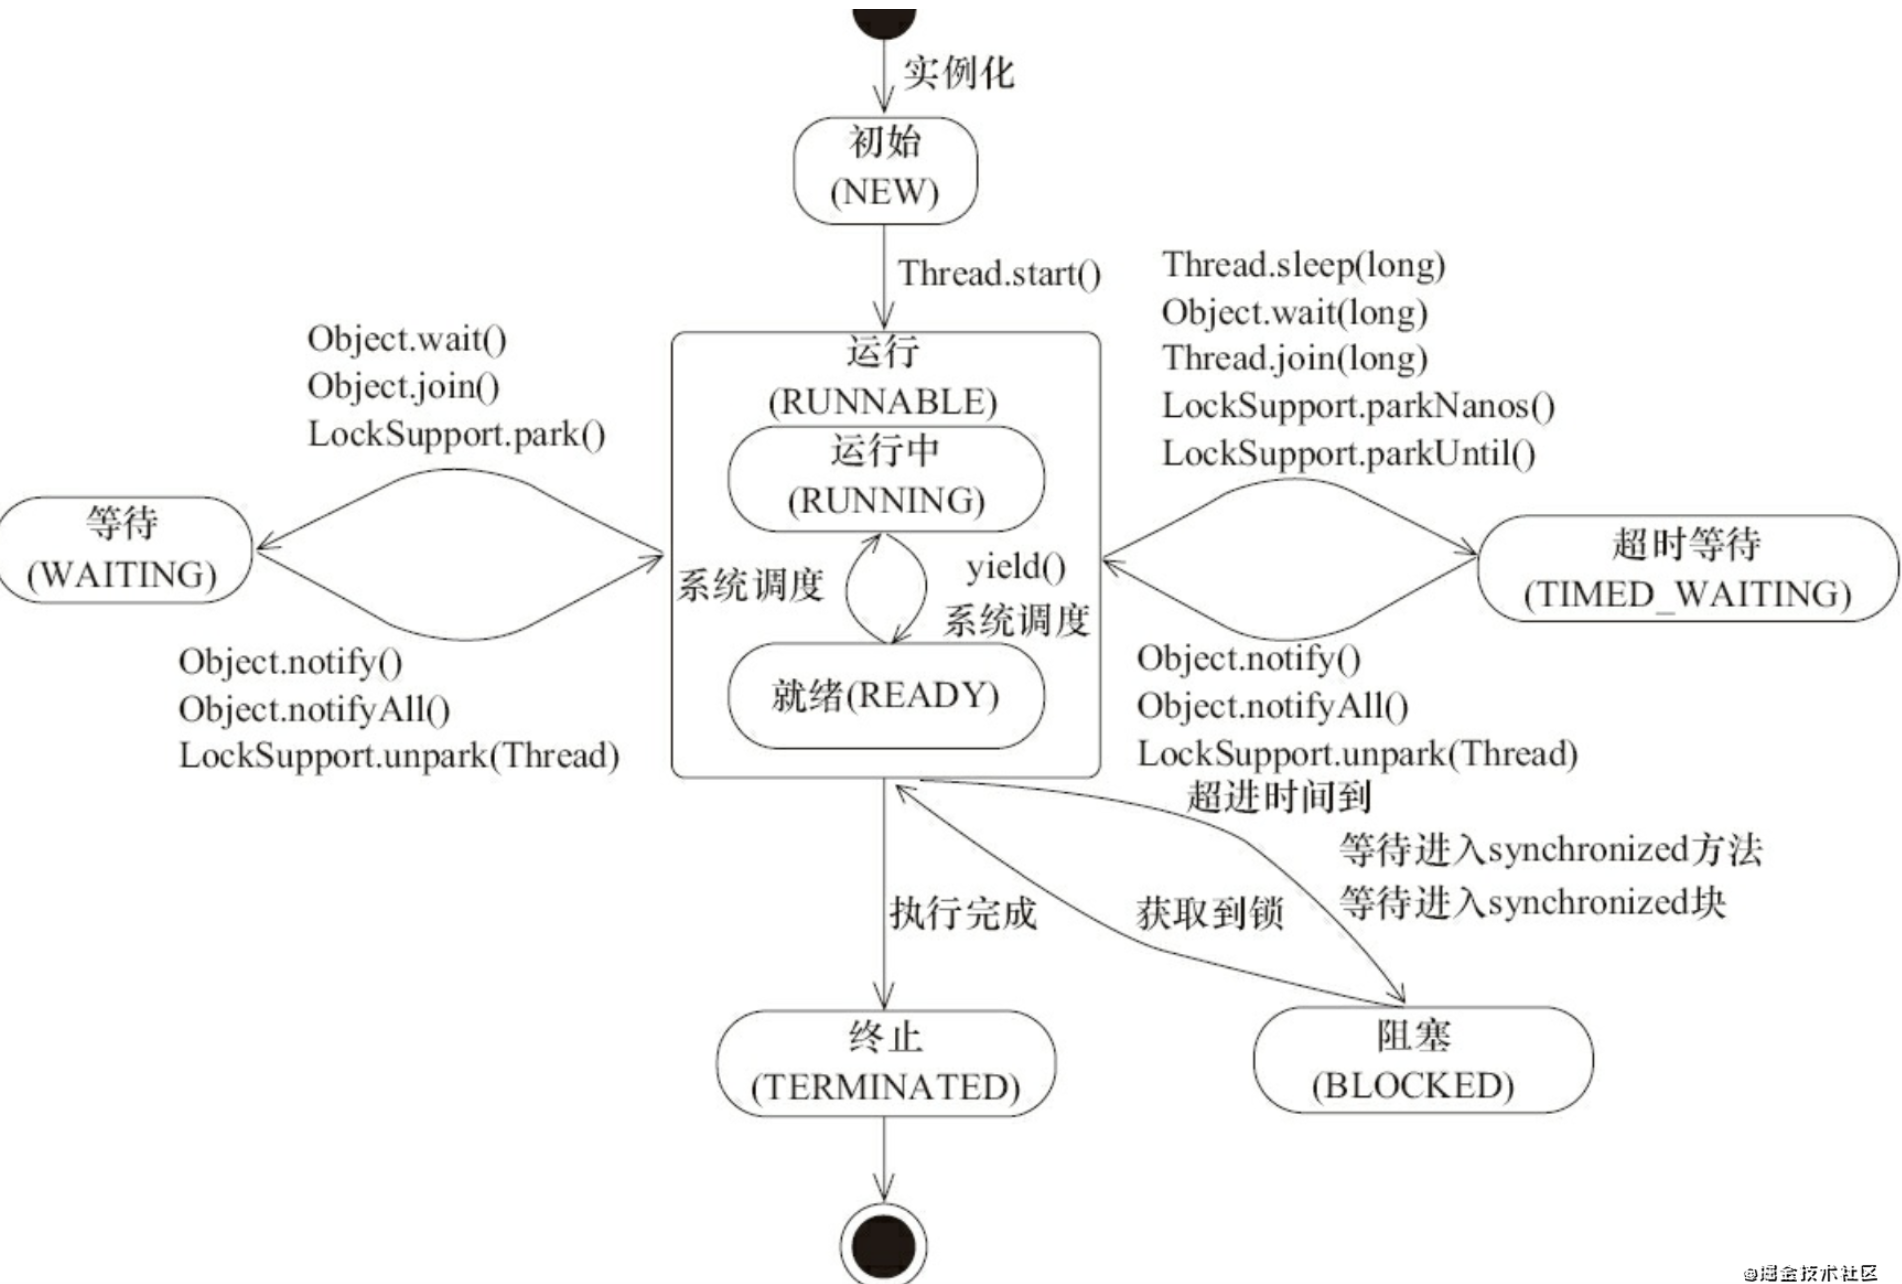 实例化
初始
(NEW)
Thread.start()
Object.wait()
Object.join()
LockSupport.park()
Thread.sleep(long)
Object.wait(long)
Thread.join(long)
LockSupport.parkNanos()
LockSupport.parkUntil()
运行
(RUNNABLE)
运行中
(RUNNING)
等待
(WAITING)
系统调度
yield()
系统调度
超时等待
(TIMED_WAITING)
就绪(READY)
Object.notify()
Object.notifyAll()
LockSupport.unpark(Thread)
Object.notify()
Object.notifyAll()
LockSupport.unpark(Thread)
超进时间到
等待进入synchronized方法
等待进入synchronized块
获取到锁
执行完成
终止
(TERMINATED)
阻塞
(BLOCKED)
@掘金技术社区